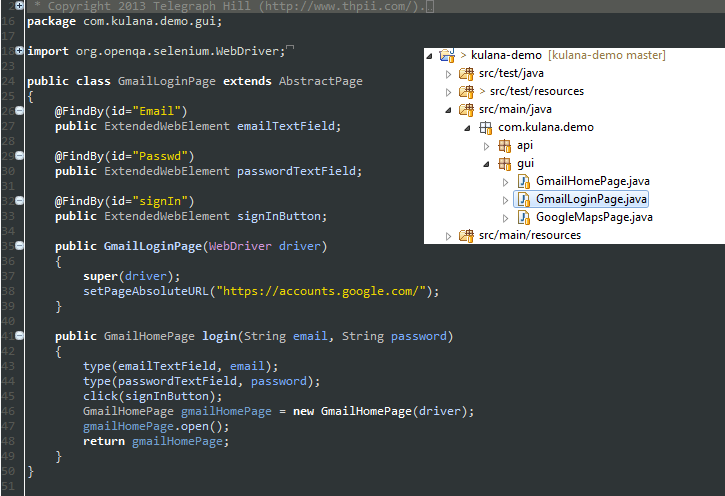 2 * Copyright 2013 Telegraph Hill (http://www.thpii.com/).
16 package com.kulana.demo.gui;
17
18 import org.openqa.selenium.WebDriver;
23
24 public class GmailLoginPage extends AbstractPage
25 {
26 @FindBy(id="Email")
27 public ExtendedWebElement emailTextField;
28
29 @FindBy(id="Passwd")
30 public ExtendedWebElement passwordTextField;
31
32 @FindBy(id="signIn")
33 public ExtendedWebElement signInButton;
34
35 public GmailLoginPage(WebDriver driver)
36 {
37 super(driver);
38 setPageAbsoluteURL("https://accounts.google.com/");
39 }
40
41 public GmailHomePage login(String email, String password)
42 {
43 type(emailTextField, email);
44 type(passwordTextField, password);
45 click(signInButton);
46 GmailHomePage gmailHomePage = new GmailHomePage(driver);
47 gmailHomePage.open();
48 return gmailHomePage;
49 }
50 }
51
> kulana-demo [kulana-demo master]
src/test/java
> src/test/resources
src/main/java
com.kulana.demo
api
gui
GmailHomePage.java
GmailLoginPage.java
GoogleMapsPage.java
src/main/resources